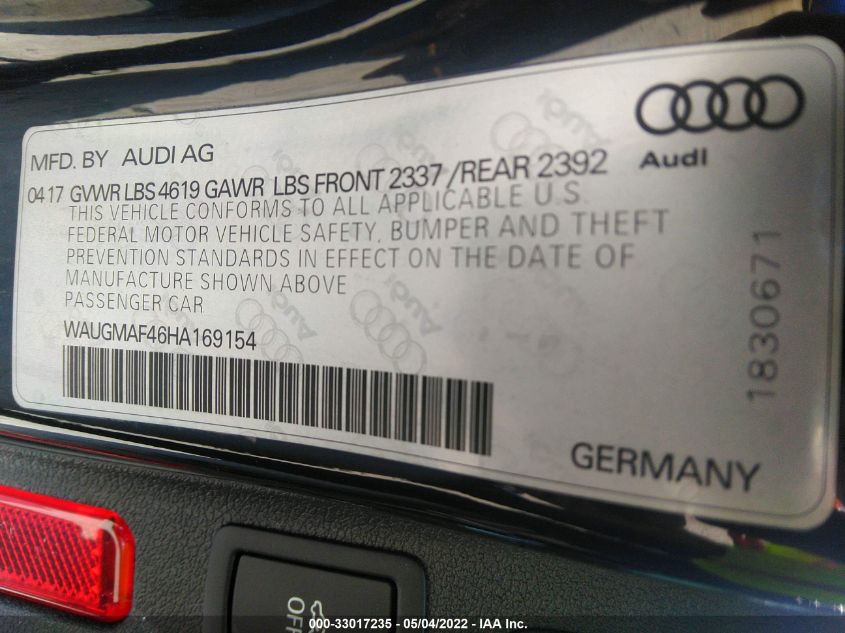 MFD. BY AUDI AG
Audi
04 17 GVWR LBS 4619 GAWR LBS FRONT 2337 /REAR 2392
THIS VEHICLE CONFORMS TO ALL APPLICABLE U.S.
FEDERAL MOTOR VEHICLE SAFETY, BUMPER AND THEFT
PREVENTION STANDARDS IN EFFECT ON THE DATE OF
MANUFACTURE SHOWN ABOVE
PASSENGER CAR
WAUGMAF46HA169154
1830671
GERMANY
OFF
000-33017235 - 05/04/2022 - IAA Inc.